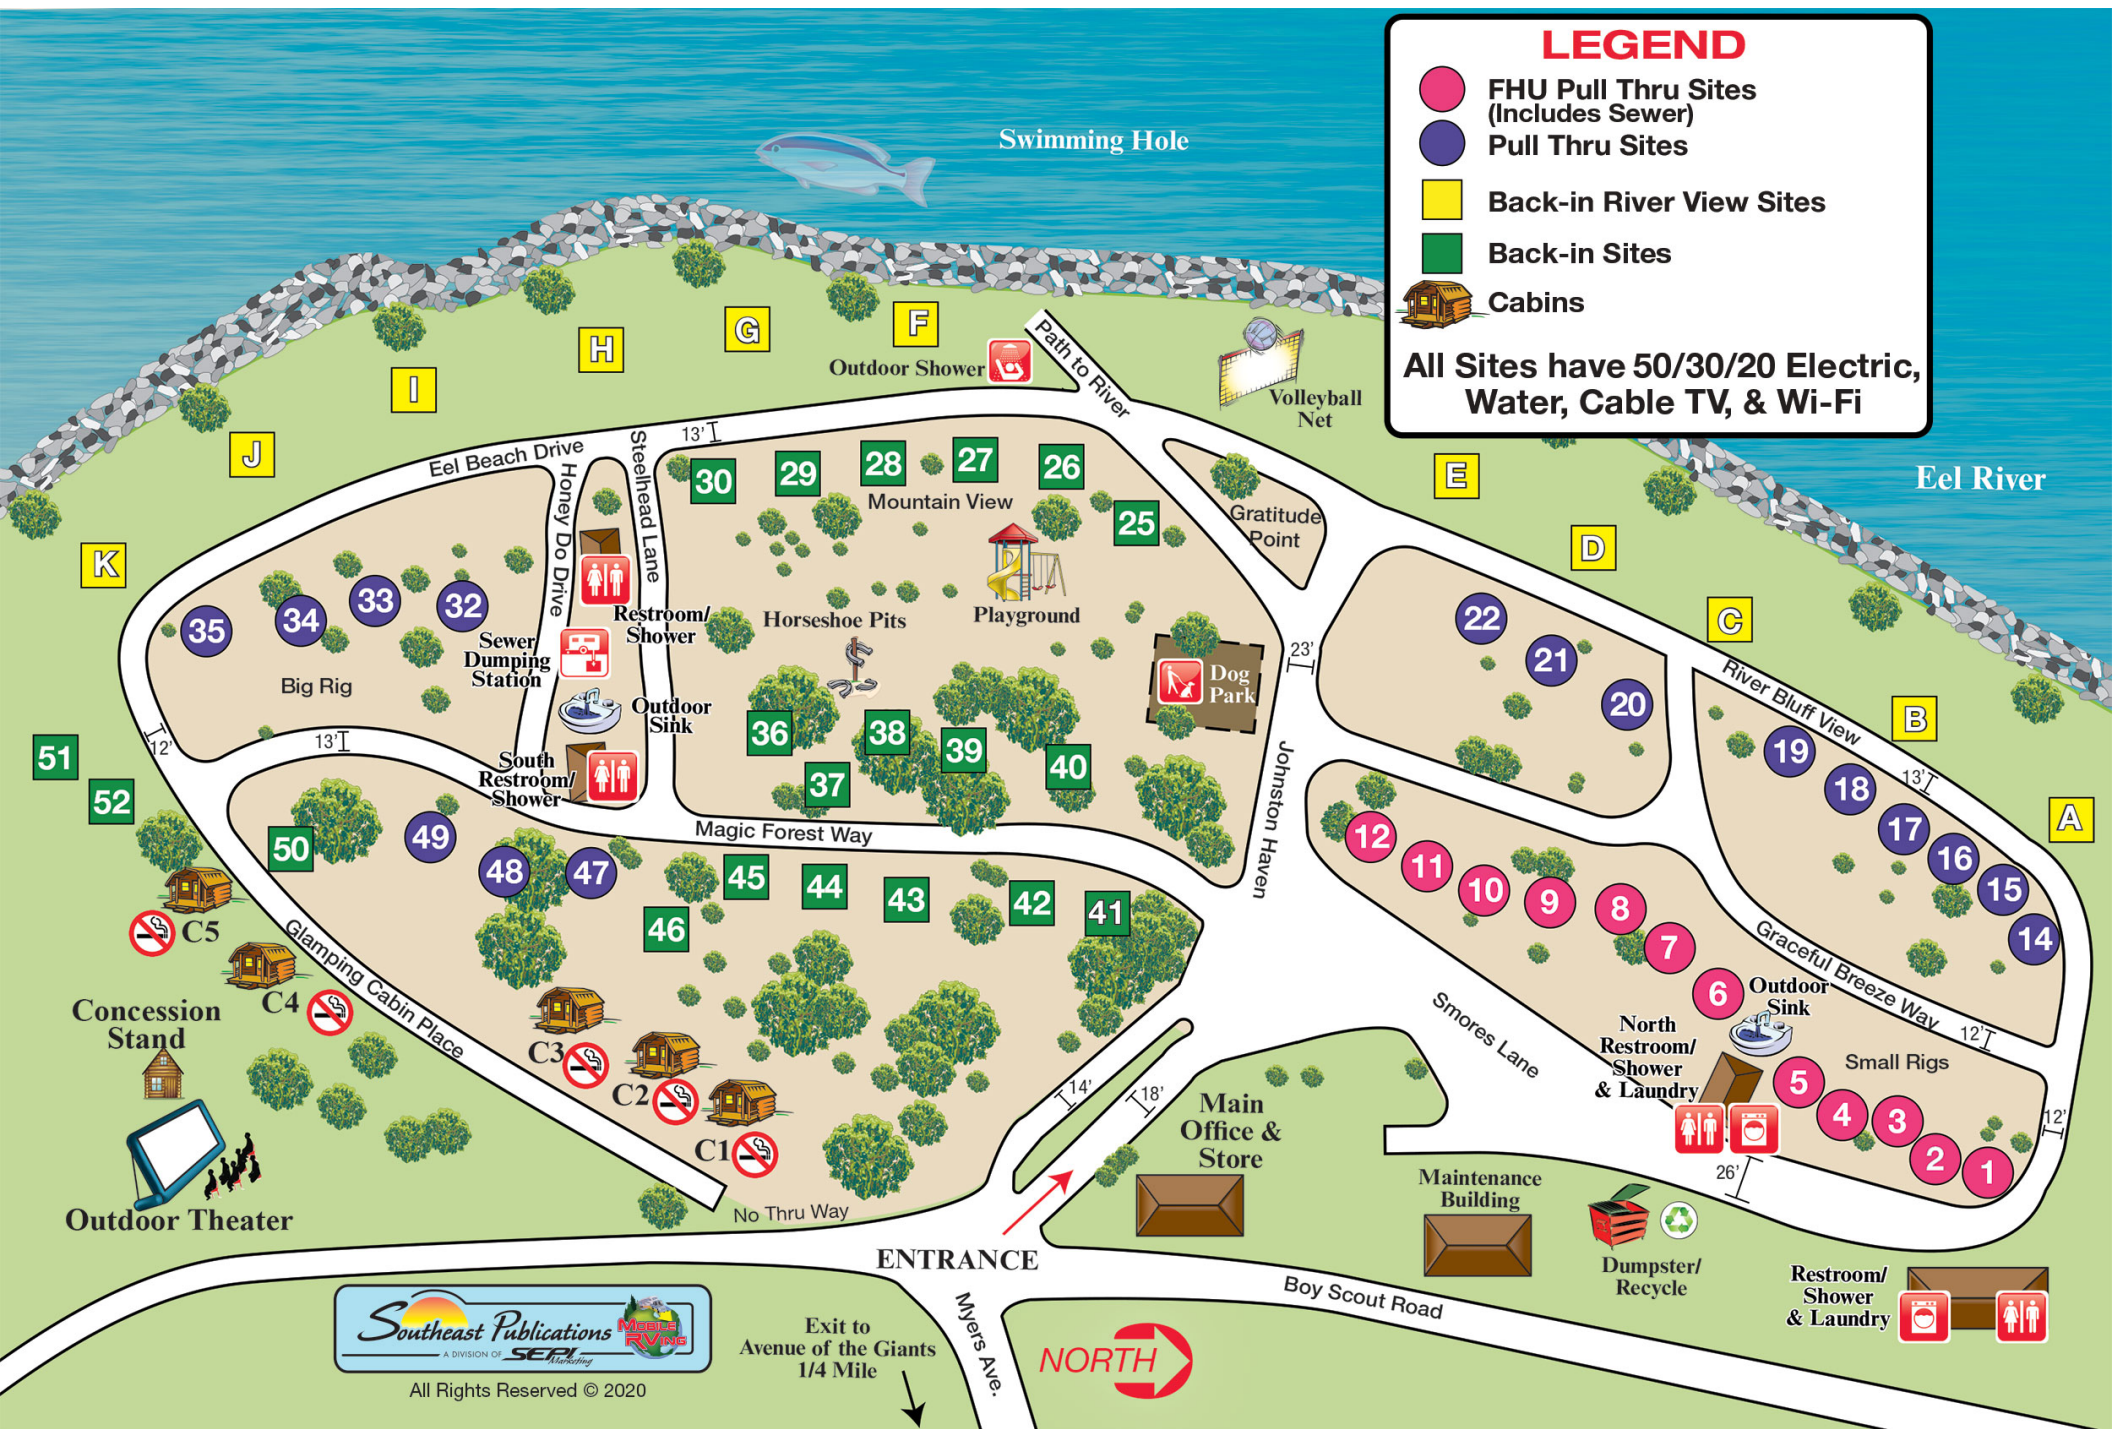 LEGEND
FHU Pull Thru Sites
(Includes Sewer)
Pull Thru Sites
Back-in River View Sites
Back-in Sites
Cabins
All Sites have 50/30/20 Electric,
Water, Cable TV, & Wi-Fi
Swimming Hole
Eel River
Path to River
Outdoor Shower
Volleyball
Net
F
G
H
I
J
K
E
D
C
B
A
Eel Beach Drive
13'
Honey Do Drive
Steelhead Lane
30
29
28
27
26
25
Mountain View
Gratitude
Point
35
34
33
32
Big Rig
Restroom/
Shower
Sewer
Dumping
Station
Outdoor
Sink
South
Restroom/
Shower
Horseshoe Pits
Playground
Dog
Park
23'
Johnston Haven
36
37
38
39
40
22
21
20
River Bluff View
13'
19
18
17
16
15
14
51
52
12'
13'
Magic Forest Way
50
49
48
47
46
45
44
43
42
41
12
11
10
9
8
7
6
5
4
3
2
1
Graceful Breeze Way
12'
Outdoor
Sink
North
Restroom/
Shower
& Laundry
Small Rigs
12'
26'
Smores Lane
C5
C4
Glamping Cabin Place
C3
C2
C1
Concession
Stand
Outdoor Theater
No Thru Way
14'
18'
Main
Office &
Store
Maintenance
Building
Dumpster/
Recycle
Restroom/
Shower
& Laundry
ENTRANCE
Myers Ave.
Boy Scout Road
Exit to
Avenue of the Giants
1/4 Mile
NORTH
Southeast Publications
A DIVISION OF SEPI Marketing
MOBILE
RVING
All Rights Reserved © 2020